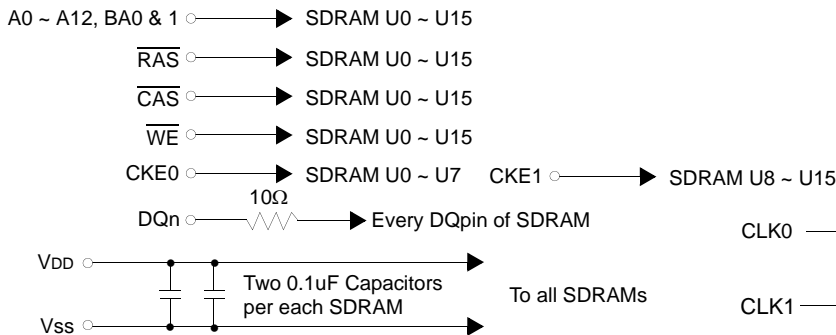 A0 ~ A12, BA0 & 1 SDRAM U0 ~ U15
RAS SDRAM U0 ~ U15
CAS SDRAM U0 ~ U15
WE SDRAM U0 ~ U15
CKE0 SDRAM U0 ~ U7 CKE1 SDRAM U8 ~ U15
10Ω
DQn Every DQpin of SDRAM
CLK0
VDD
Two 0.1uF Capacitors
per each SDRAM
To all SDRAMs
CLK1
Vss